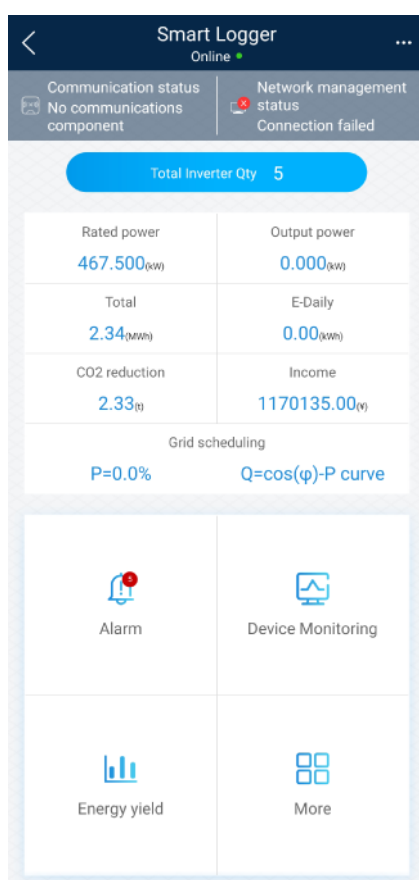 Smart Logger
Online
Communication status
No communications
component
Network management
status
Connection failed
Total Inverter Qty 5
Rated power
467.500(kW)
Output power
0.000(kW)
Total
2.34(MWh)
E-Daily
0.00(kWh)
CO2 reduction
2.33(t)
Income
1170135.00(¥)
Grid scheduling
P=0.0% Q=cos(φ)-P curve
5
Alarm
Device Monitoring
Energy yield
More